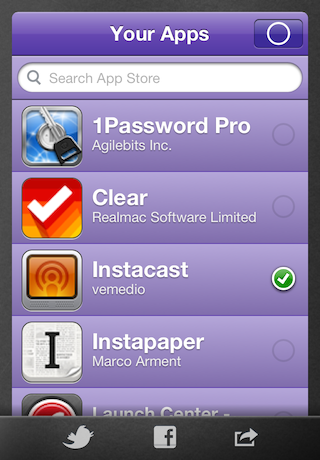 Your Apps
Search App Store
1Password Pro
Agilebits Inc.
Clear
Realmac Software Limited
Instacast
vemedio
I
Instapaper
Marco Arment
Launch Center -